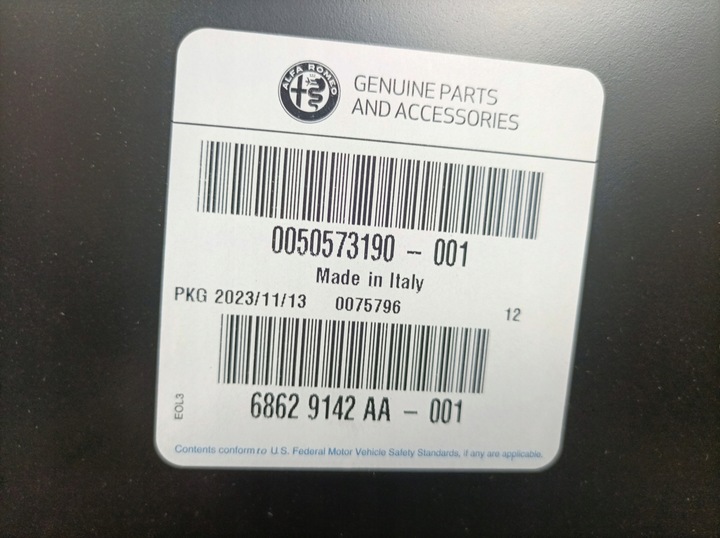 ALFA ROMEO
GENUINE PARTS
AND ACCESSORIES
0050573190 – 001
Made in Italy
PKG 2023/11/13 0075796 12
6862 9142 AA – 001
EOL3
Contents conform to U.S. Federal Motor Vehicle Safety Standards, if any are applicable.